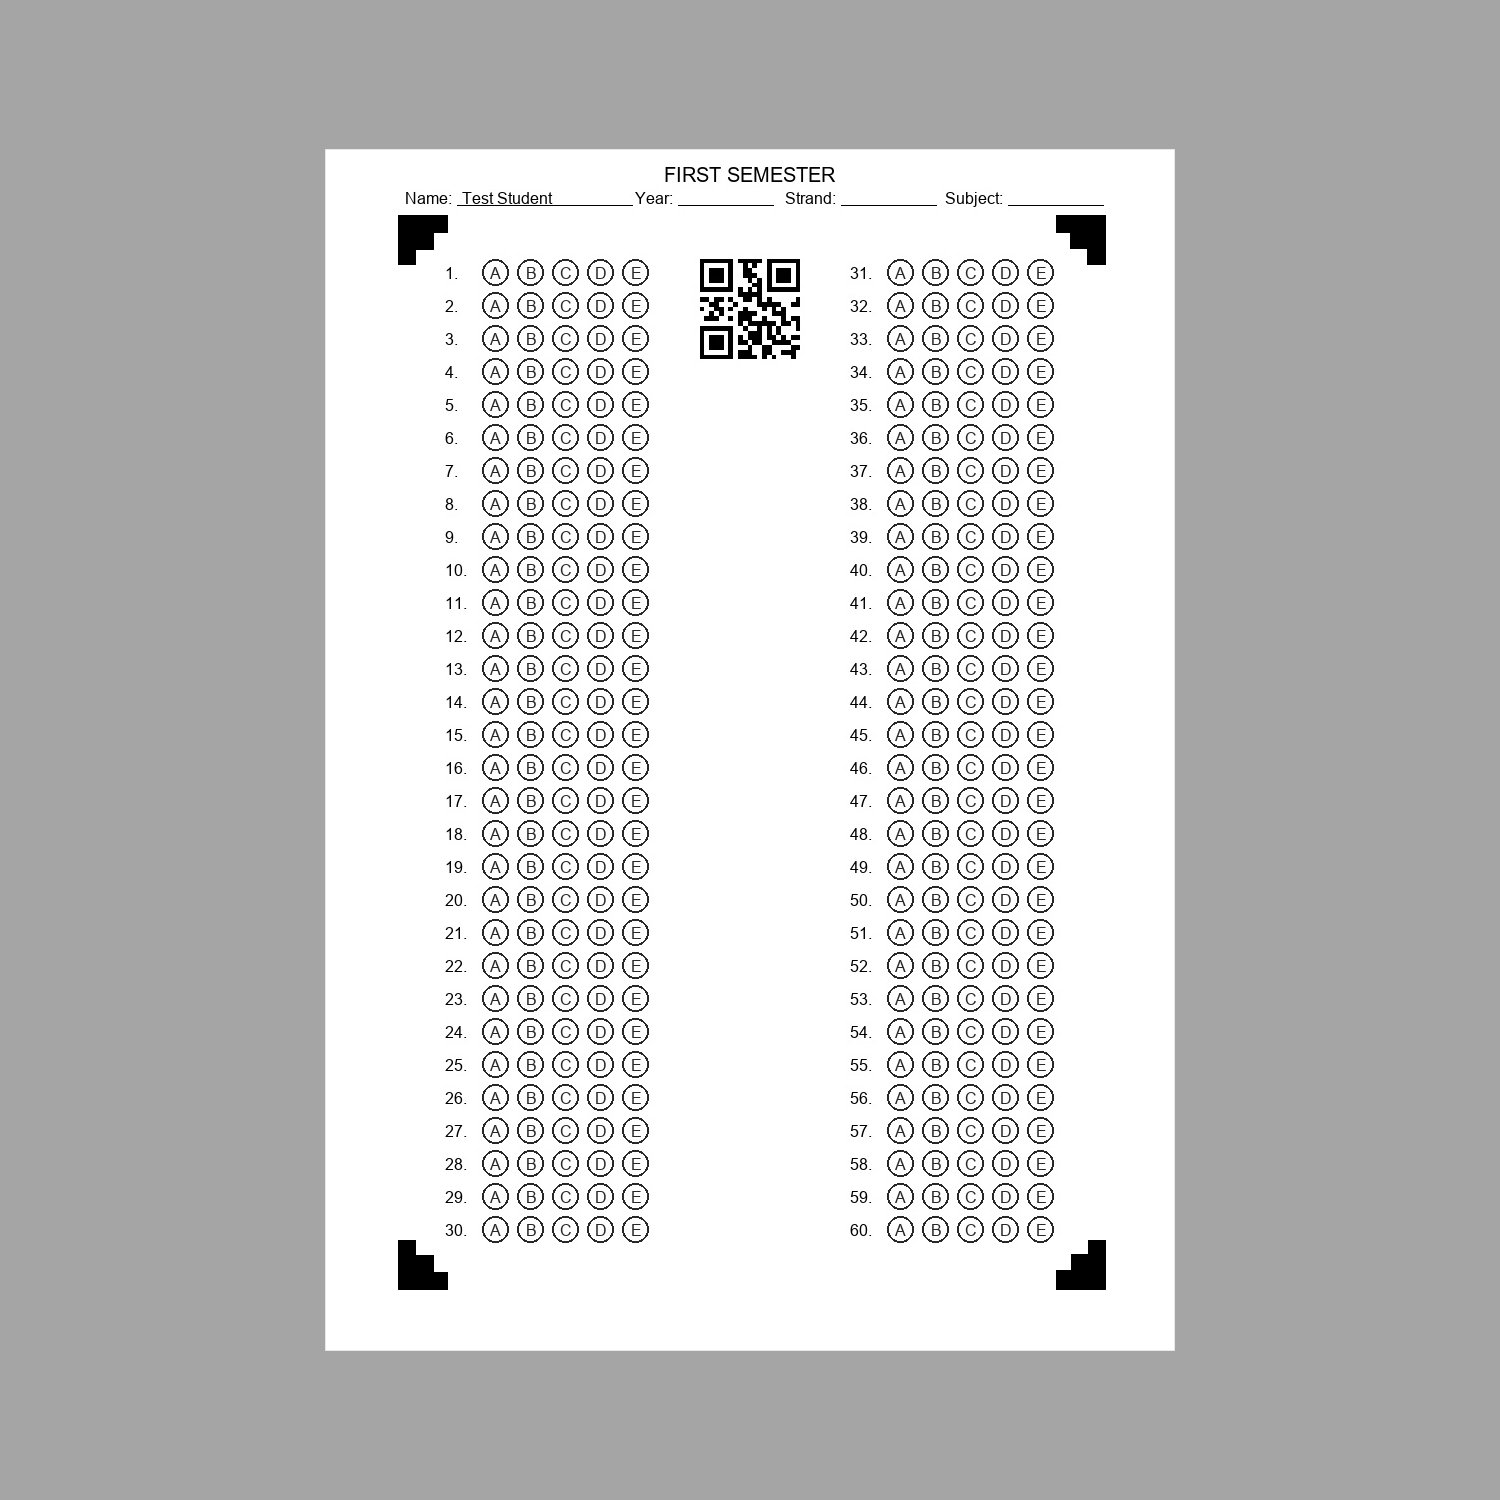 FIRST SEMESTER
Name: Test Student Year: Strand: Subject:
1. A B C D E
2. A B C D E
3. A B C D E
4. A B C D E
5. A B C D E
6. A B C D E
7. A B C D E
8. A B C D E
9. A B C D E
10. A B C D E
11. A B C D E
12. A B C D E
13. A B C D E
14. A B C D E
15. A B C D E
16. A B C D E
17. A B C D E
18. A B C D E
19. A B C D E
20. A B C D E
21. A B C D E
22. A B C D E
23. A B C D E
24. A B C D E
25. A B C D E
26. A B C D E
27. A B C D E
28. A B C D E
29. A B C D E
30. A B C D E
31. A B C D E
32. A B C D E
33. A B C D E
34. A B C D E
35. A B C D E
36. A B C D E
37. A B C D E
38. A B C D E
39. A B C D E
40. A B C D E
41. A B C D E
42. A B C D E
43. A B C D E
44. A B C D E
45. A B C D E
46. A B C D E
47. A B C D E
48. A B C D E
49. A B C D E
50. A B C D E
51. A B C D E
52. A B C D E
53. A B C D E
54. A B C D E
55. A B C D E
56. A B C D E
57. A B C D E
58. A B C D E
59. A B C D E
60. A B C D E